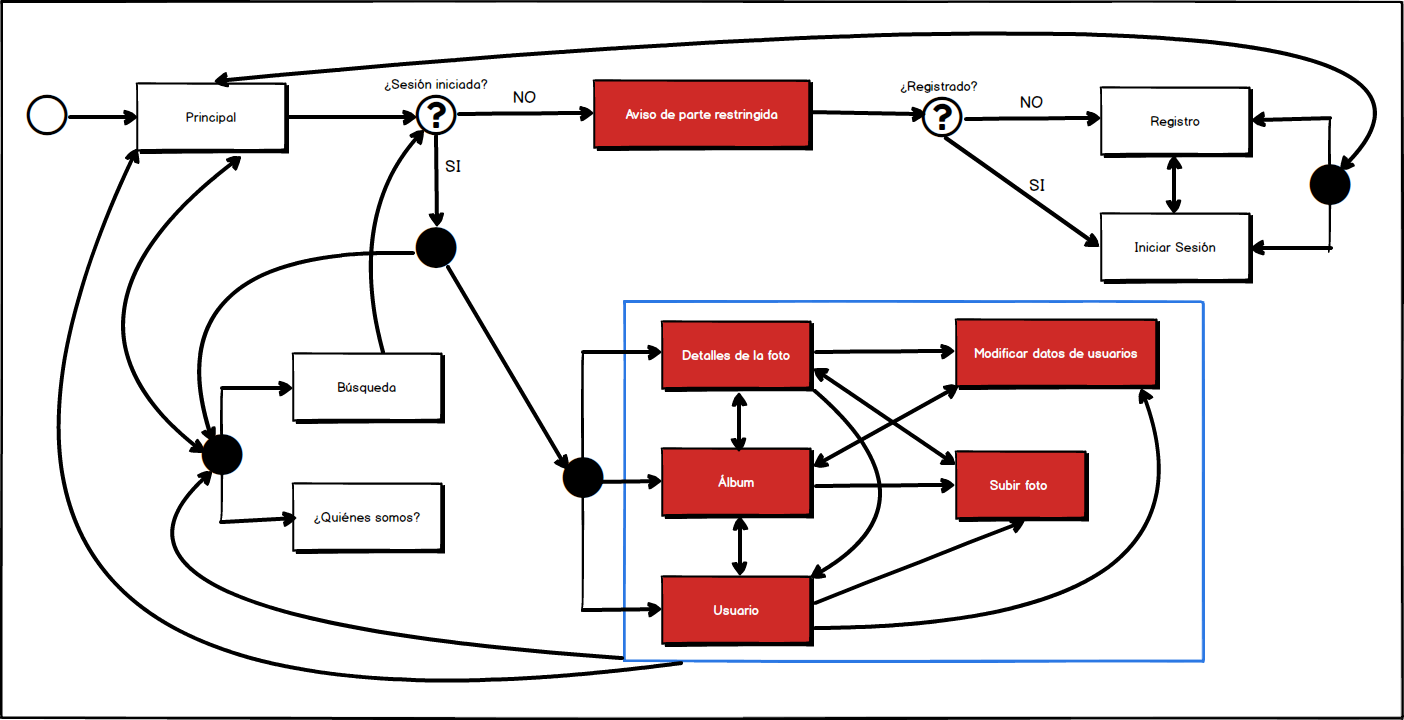 ¿Sesión iniciada?
¿Registrado?
NO
NO
Principal
?
Aviso de parte restringida
?
Registro
SI
SI
Iniciar Sesión
Detalles de la foto
Modificar datos de usuarios
Búsqueda
Álbum
Subir foto
¿Quiénes somos?
Usuario